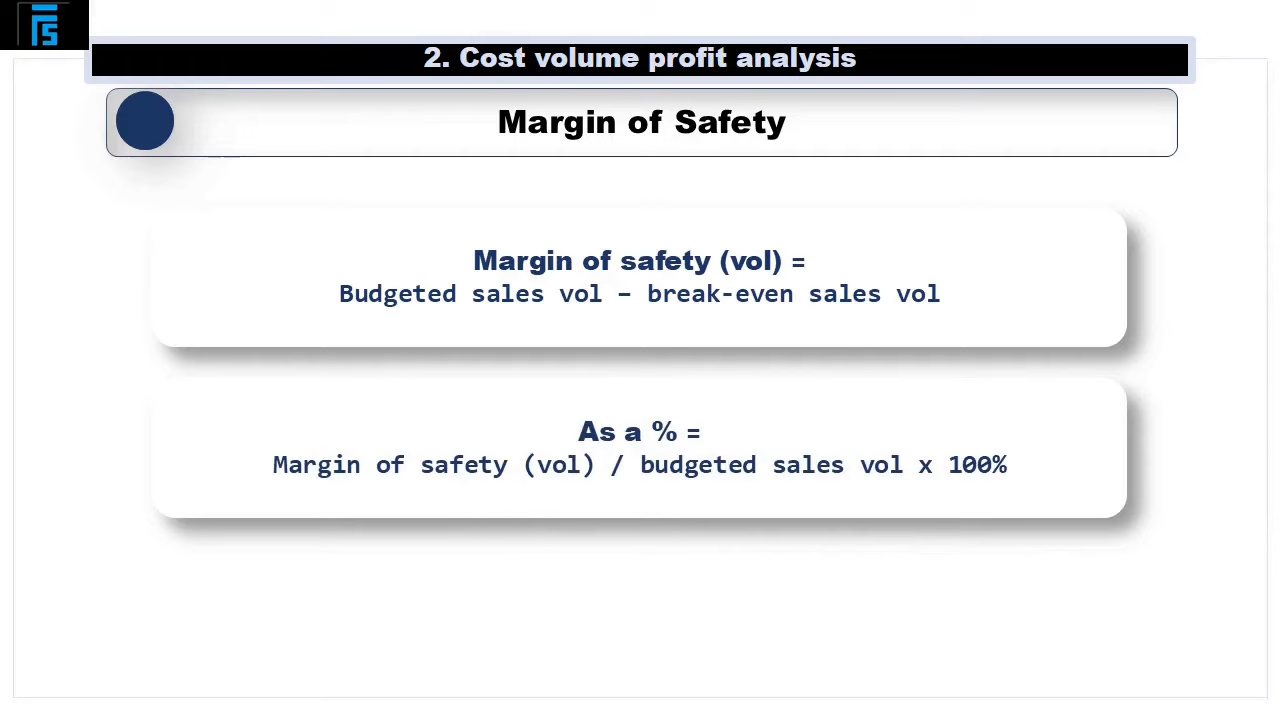 2. Cost volume profit analysis
Margin of Safety
Margin of safety (vol) =
Budgeted sales vol – break-even sales vol
As a % =
Margin of safety (vol) / budgeted sales vol x 100%